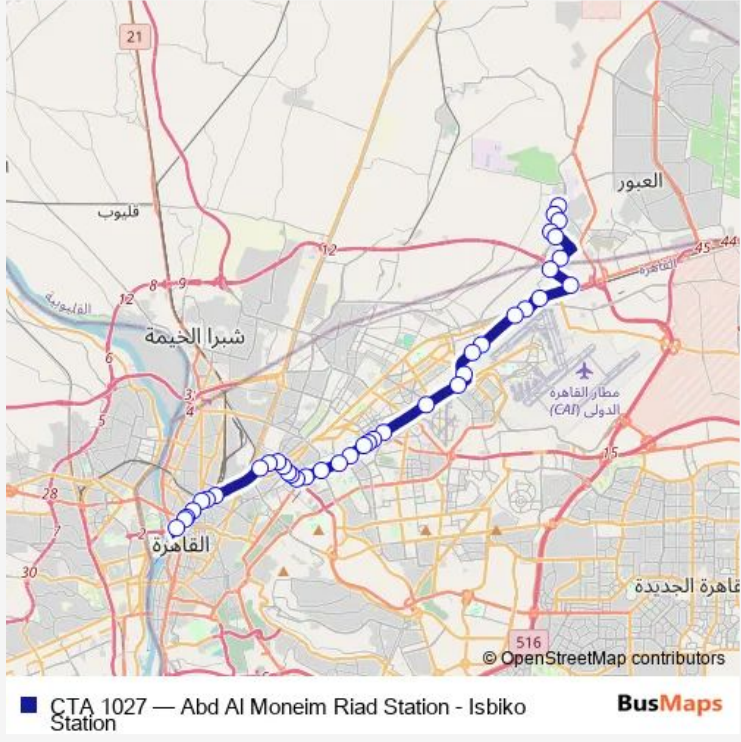 21
العبور
قليوب
12
45
44
القاهرة
8
9
12
القليوبية
شبرا الخيمة
6
3
4
مطار القاهرة
الدولى (CAI)
5
15
28
2
7
القاهرة
30
قاهرة الجديدة
516
© OpenStreetMap contributors
CTA 1027 — Abd Al Moneim Riad Station - Isbiko
Station
BusMaps